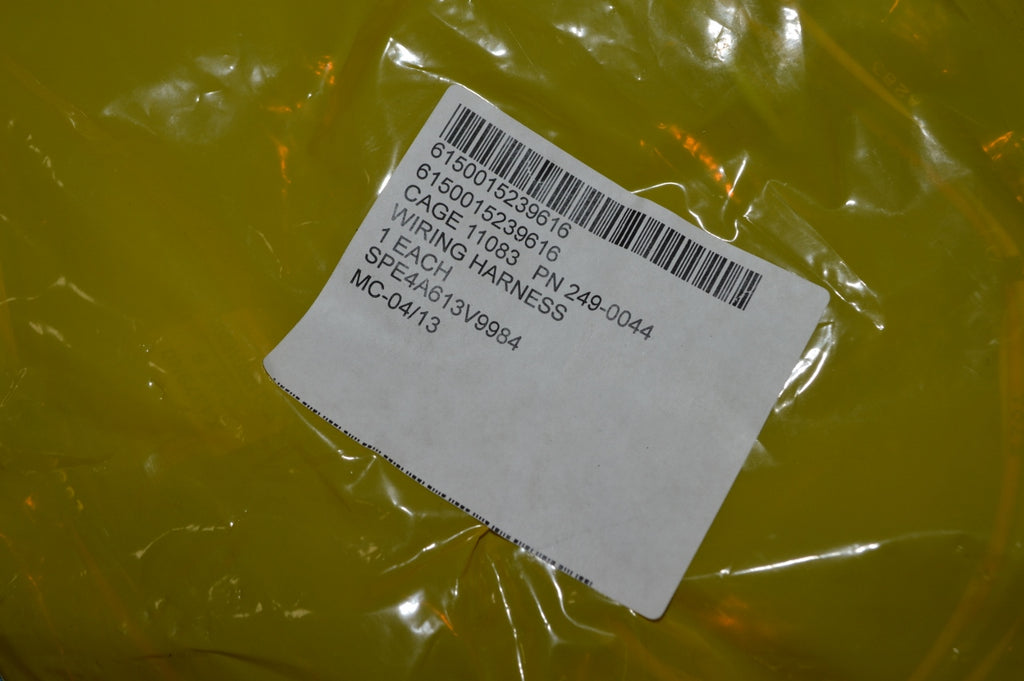 6150015239616
6150015239616
CAGE 11083 PN 249-0044
WIRING HARNESS
1 EACH
SPE4A613V9984
MC-04/13